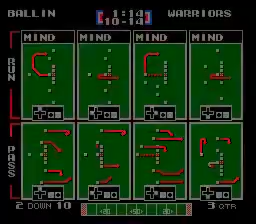 BALLIN 1:14 WARRIORS
10-14
MIND MIND MIND MIND
RUN
PASS
2 DOWN 10 3 QTR